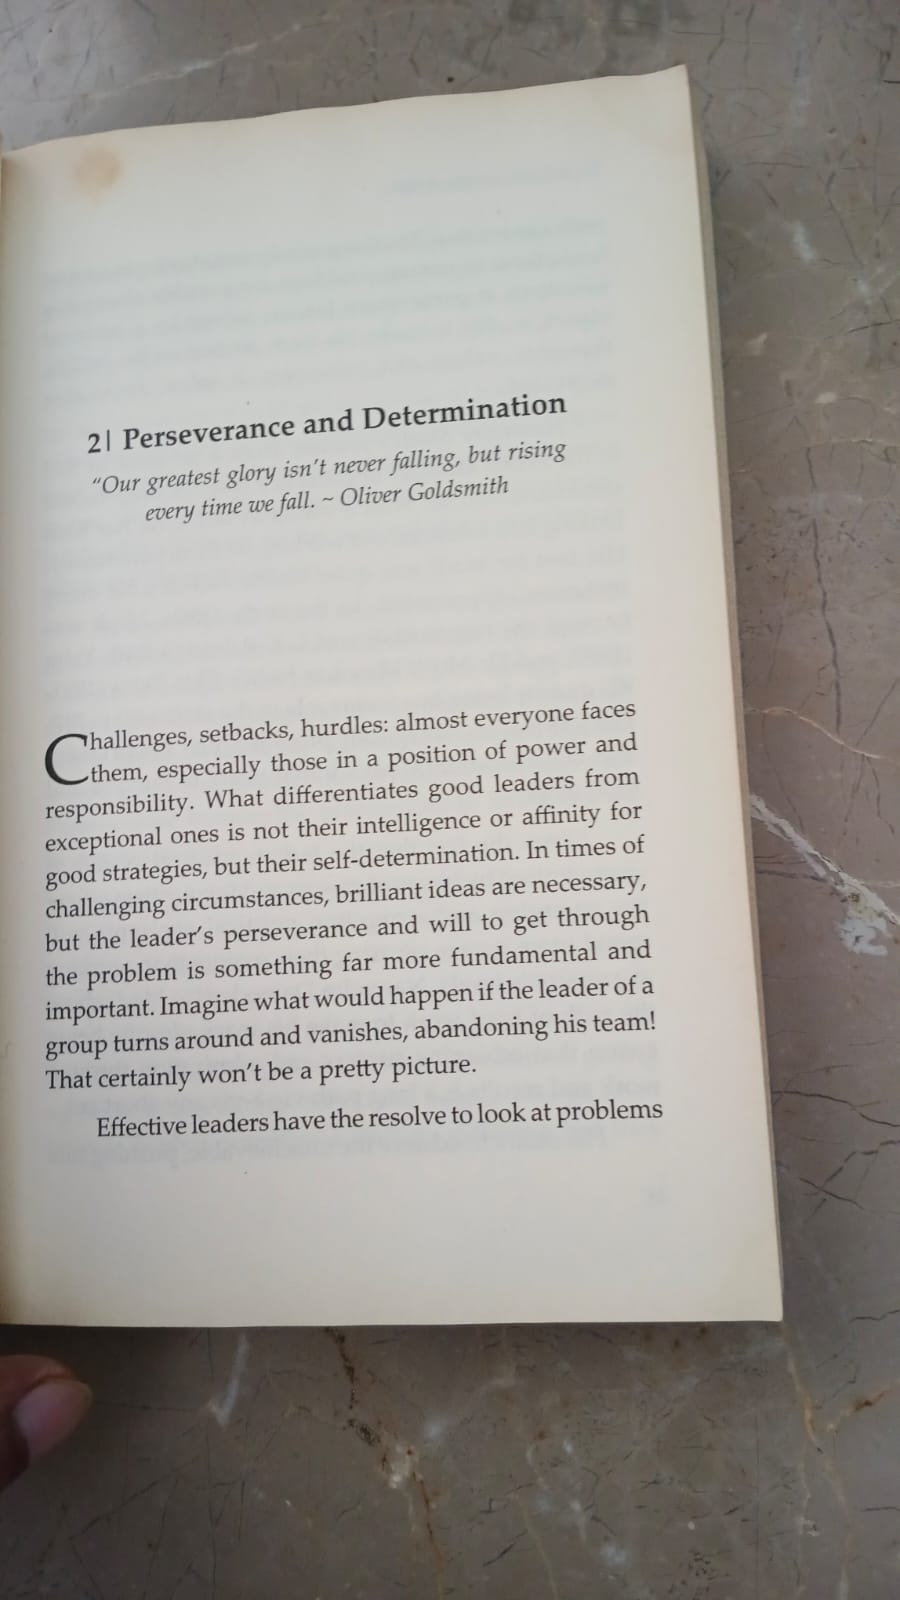 2| Perseverance and Determination
"Our greatest glory isn't never falling, but rising
every time we fall. ~ Oliver Goldsmith
Challenges, setbacks, hurdles: almost everyone faces
them, especially those in a position of power and
responsibility. What differentiates good leaders from
exceptional ones is not their intelligence or affinity for
good strategies, but their self-determination. In times of
challenging circumstances, brilliant ideas are necessary,
but the leader's perseverance and will to get through
the problem is something far more fundamental and
important. Imagine what would happen if the leader of a
group turns around and vanishes, abandoning his team!
That certainly won't be a pretty picture.
Effective leaders have the resolve to look at problems